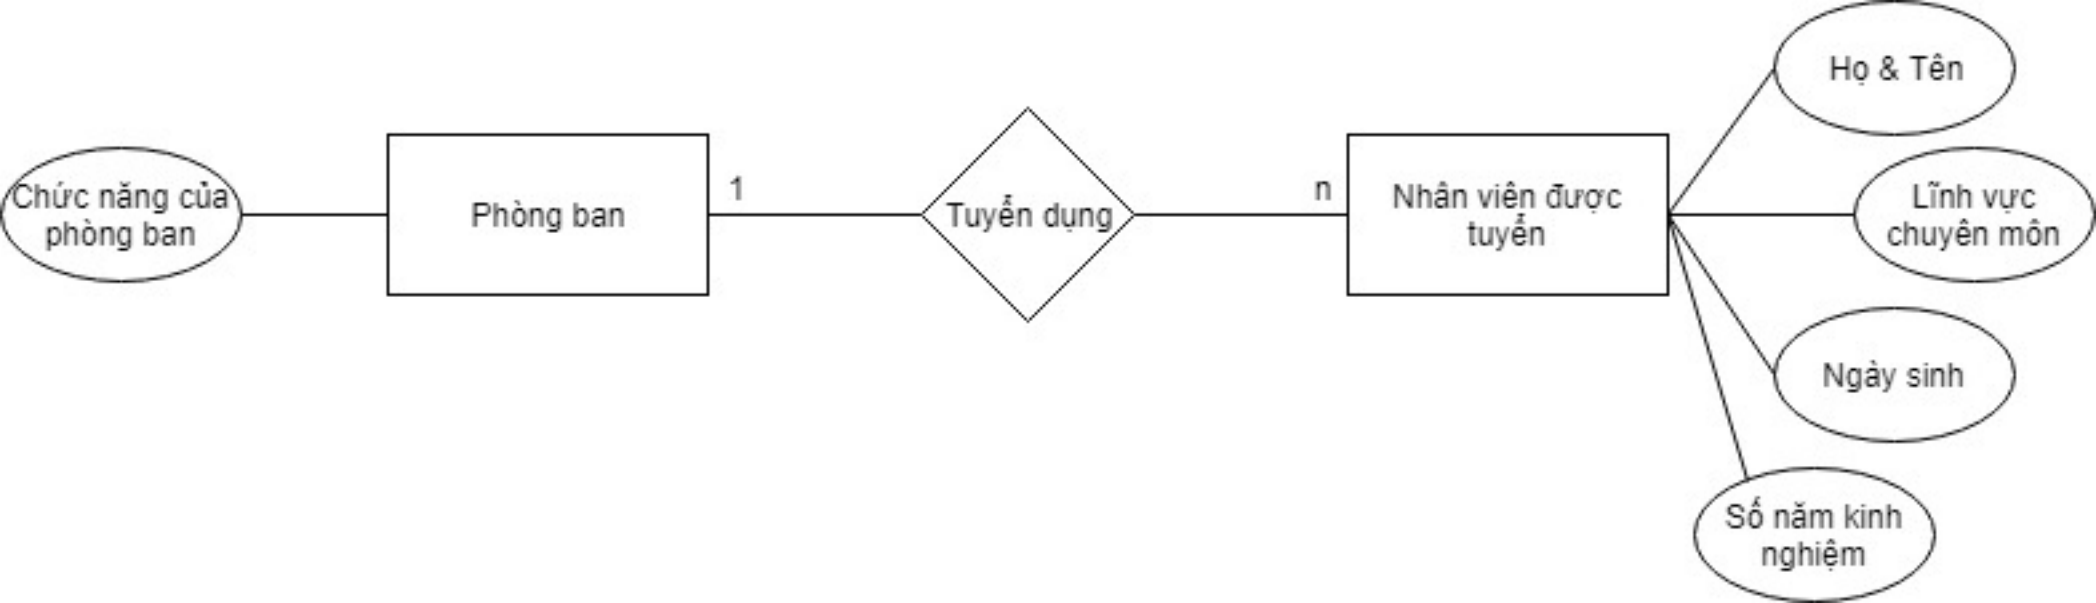 Chức năng của
phòng ban
Phòng ban
1
Tuyển dụng
n
Nhân viên được
tuyển
Họ & Tên
Lĩnh vực
chuyên môn
Ngày sinh
Số năm kinh
nghiệm